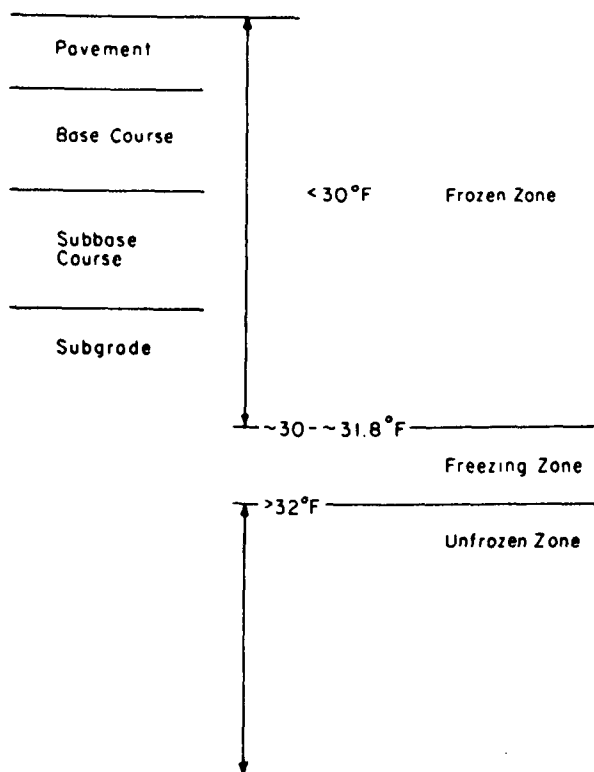 Pavement
Base Course
<30°F Frozen Zone
Subbase
Course
Subgrade
~30-~31.8°F
Freezing Zone
>32°F
Unfrozen Zone